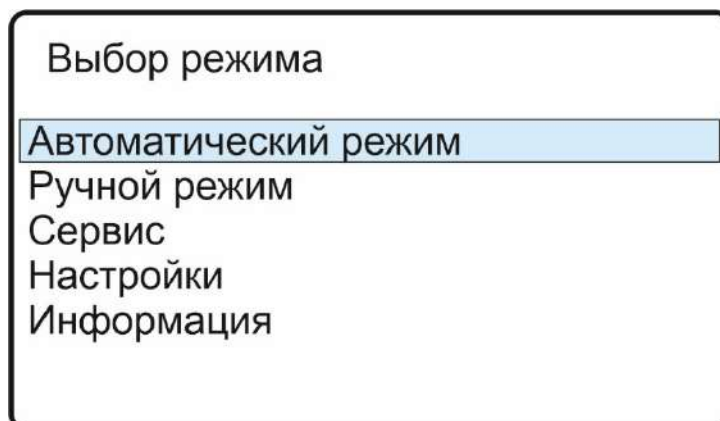 Выбор режима
Автоматический режим
Ручной режим
Сервис
Настройки
Информация